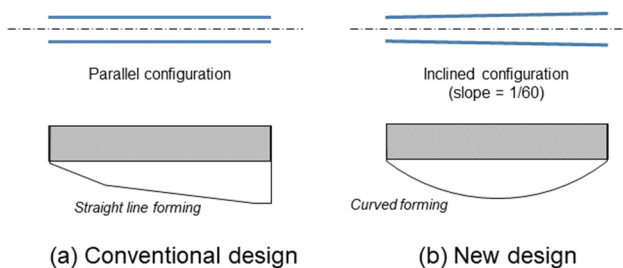 Parallel configuration
Inclined configuration
(slope = 1/60)
Straight line forming
Curved forming
(a) Conventional design
(b) New design